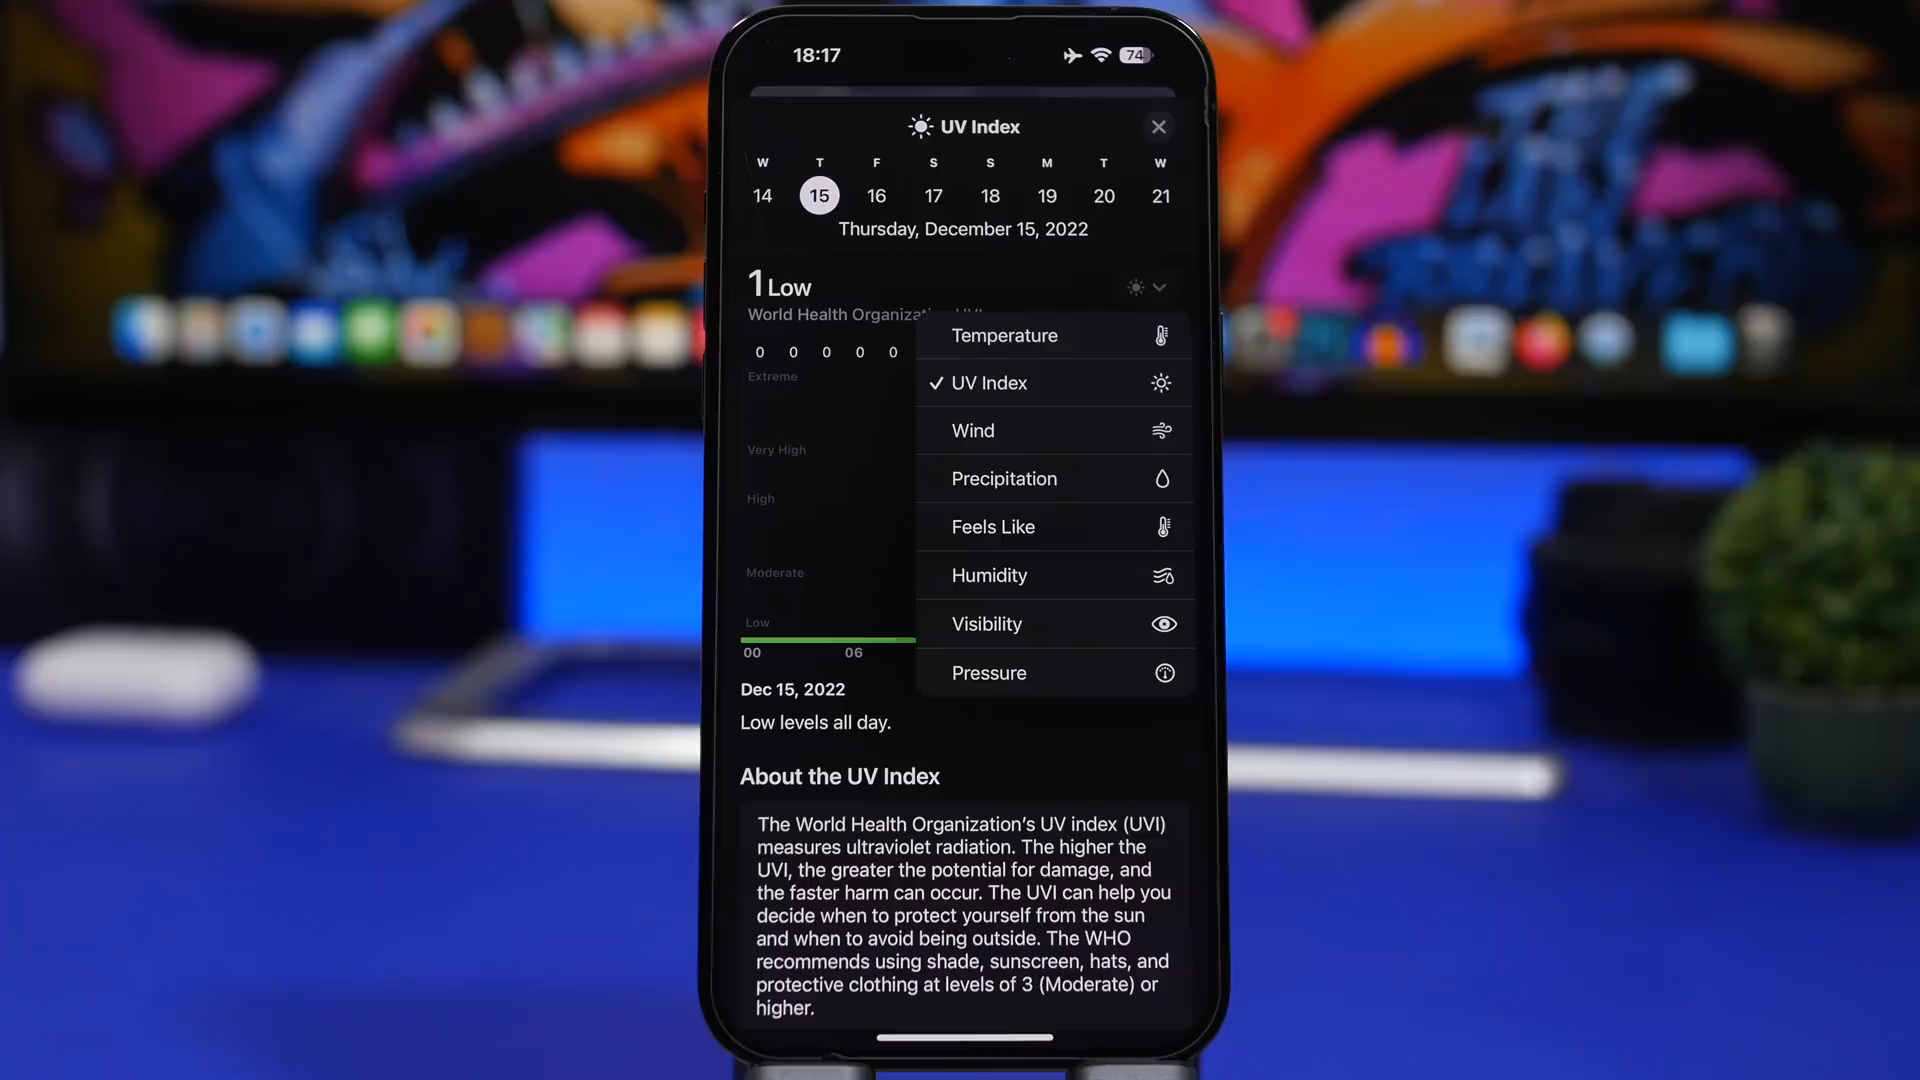 18:17
74
UV Index
W T F S S M T W
14 15 16 17 18 19 20 21
Thursday, December 15, 2022
1 Low
World Health Organization UVI
0 0 0 0 0
Extreme
Very High
High
Moderate
Low
00 06
Temperature
✓ UV Index
Wind
Precipitation
Feels Like
Humidity
Visibility
Pressure
Dec 15, 2022
Low levels all day.
About the UV Index
The World Health Organization’s UV index (UVI)
measures ultraviolet radiation. The higher the
UVI, the greater the potential for damage, and
the faster harm can occur. The UVI can help you
decide when to protect yourself from the sun
and when to avoid being outside. The WHO
recommends using shade, sunscreen, hats, and
protective clothing at levels of 3 (Moderate) or
higher.